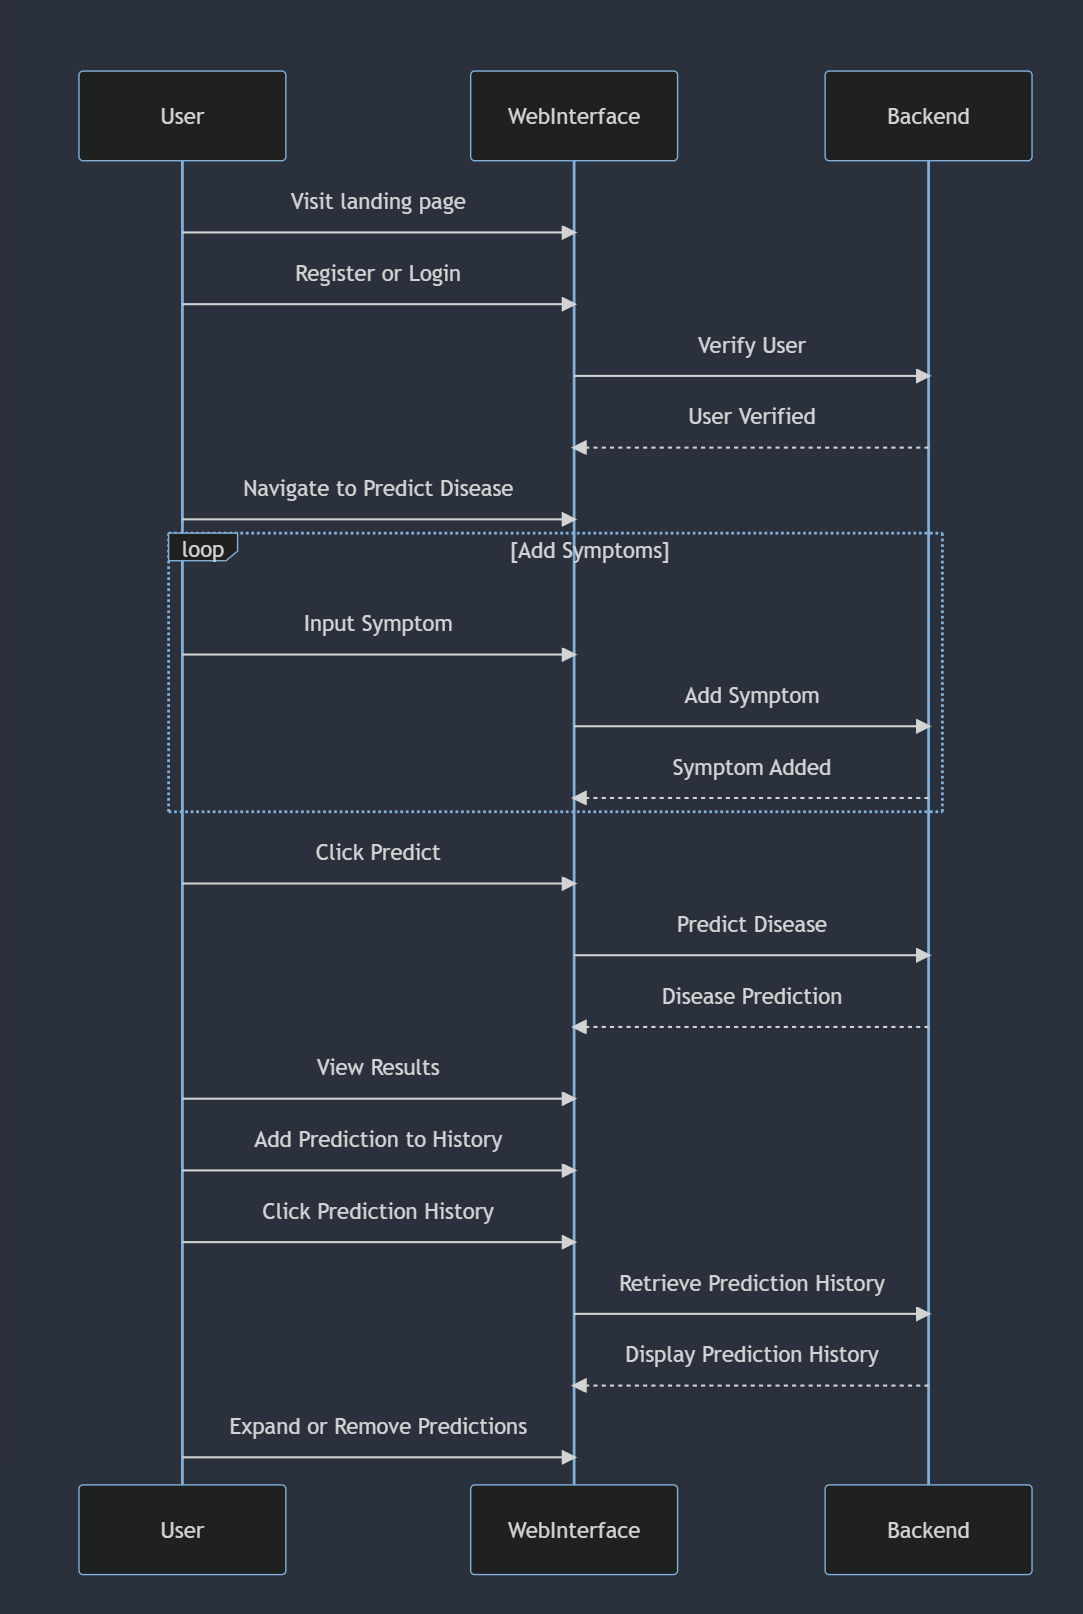 User
WebInterface
Backend
Visit landing page
Register or Login
Verify User
User Verified
Navigate to Predict Disease
loop
[Add Symptoms]
Input Symptom
Add Symptom
Symptom Added
Click Predict
Predict Disease
Disease Prediction
View Results
Add Prediction to History
Click Prediction History
Retrieve Prediction History
Display Prediction History
Expand or Remove Predictions
User
WebInterface
Backend